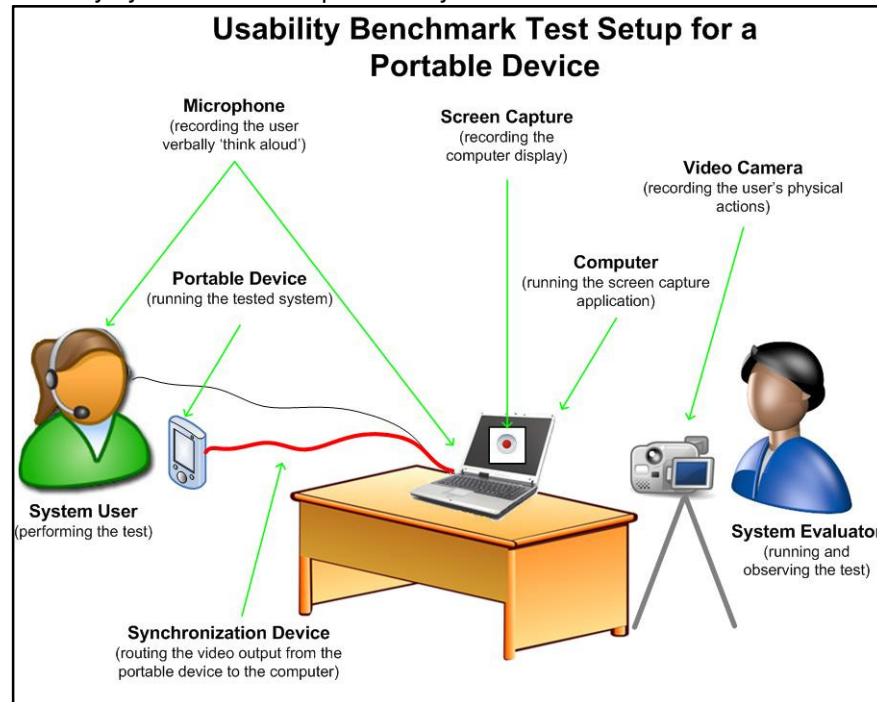 Usability Benchmark Test Setup for a
Portable Device
Microphone
(recording the user
verbally ‘think aloud’)
Screen Capture
(recording the
computer display)
Video Camera
(recording the user's physical
actions)
Portable Device
(running the tested system)
Computer
(running the screen capture
application)
System User
(performing the test)
System Evaluator
(running and
observing the test)
Synchronization Device
(routing the video output from the
portable device to the computer)